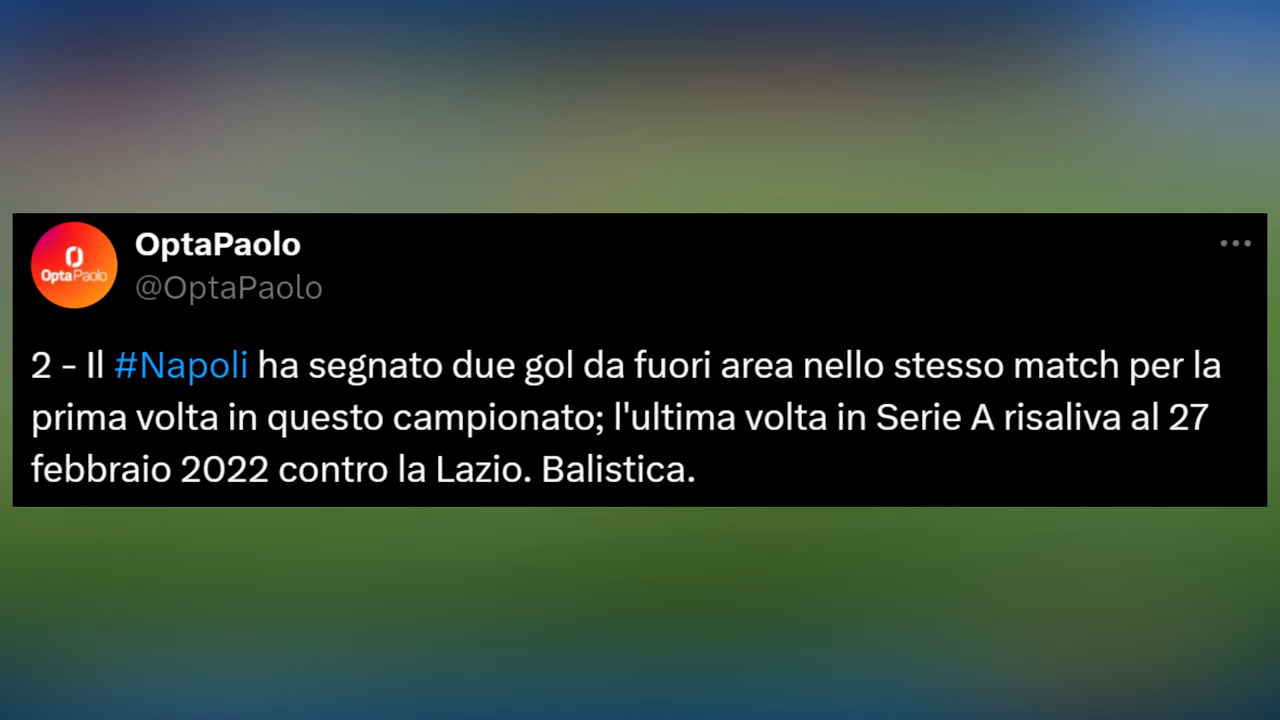 OptaPaolo
@OptaPaolo
OptaPaolo
2 - Il #Napoli ha segnato due gol da fuori area nello stesso match per la
prima volta in questo campionato; l'ultima volta in Serie A risaliva al 27
febbraio 2022 contro la Lazio. Balistica.